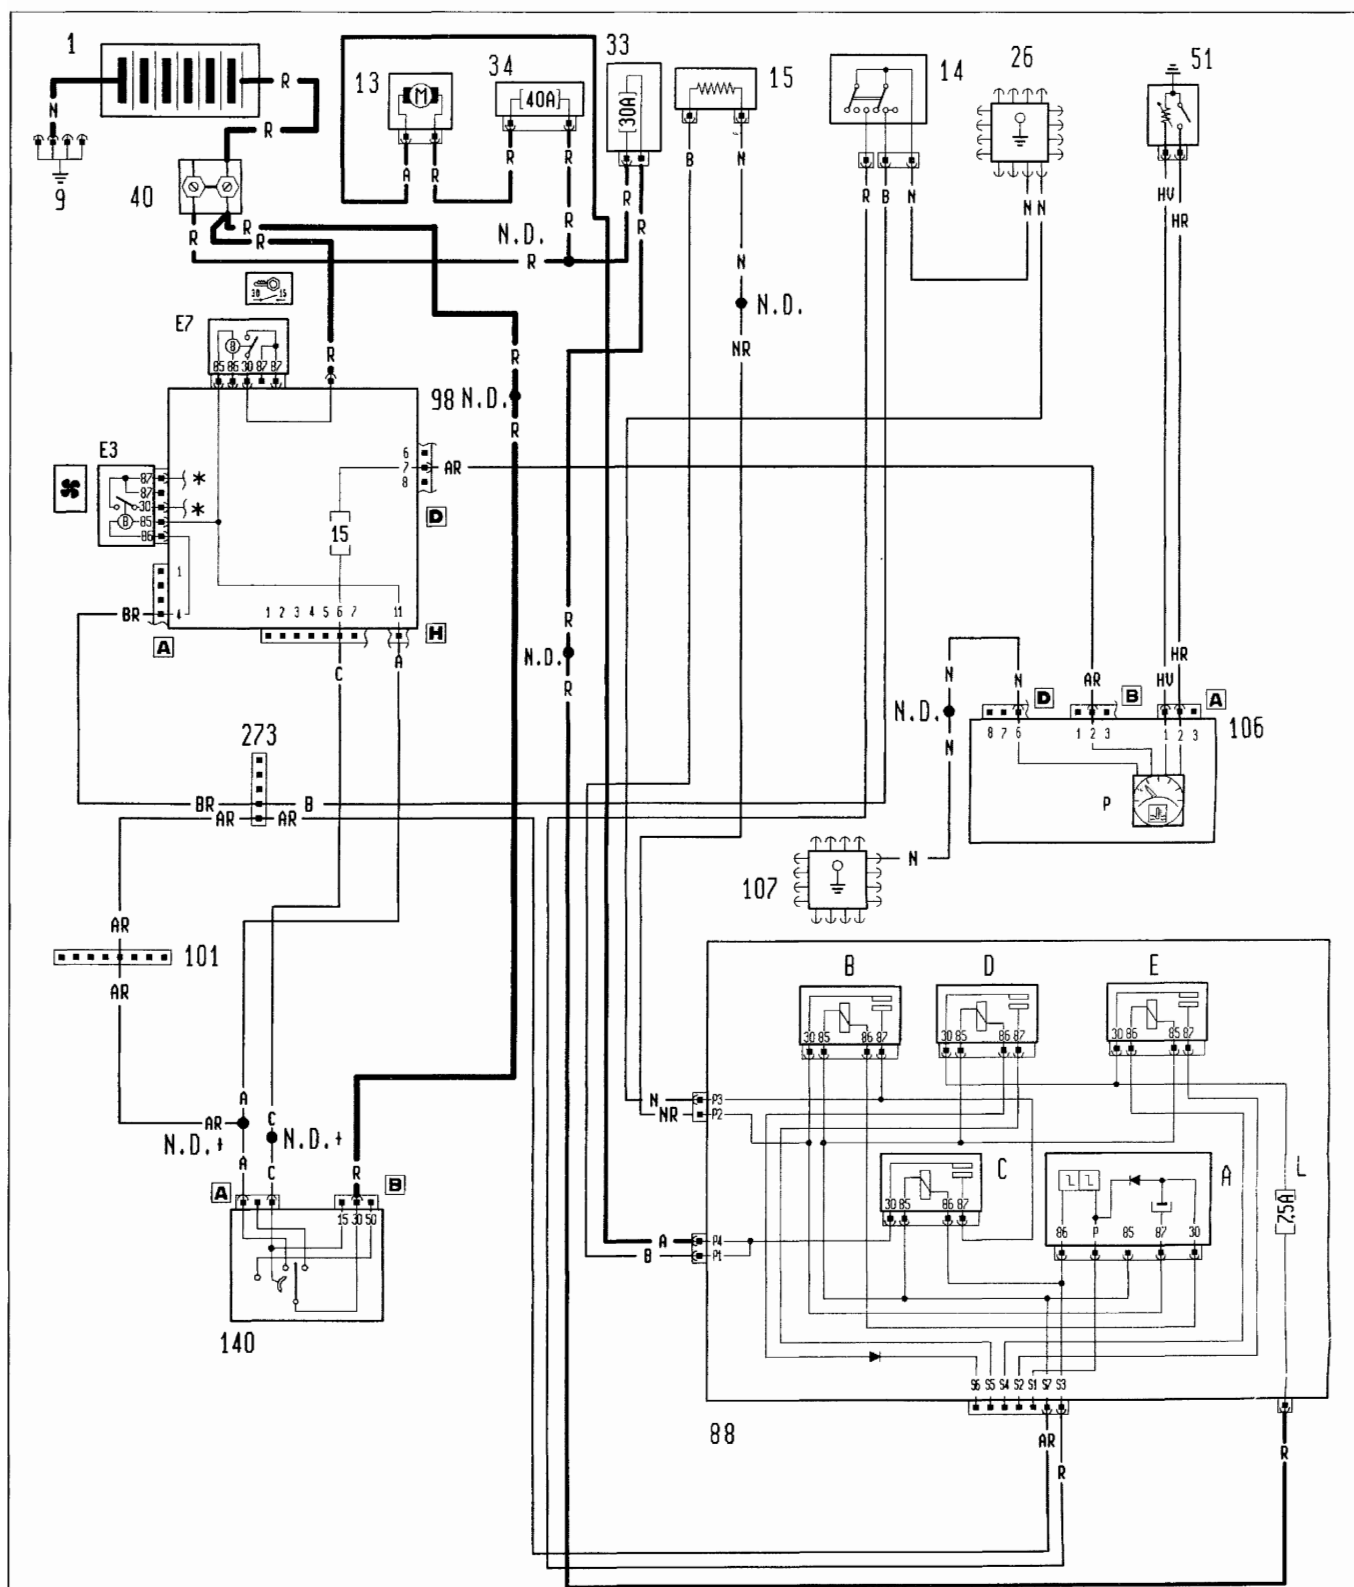 1
R
N
R
9
40
R
R
R
13
M
A
R
34
[40A]
R
R
R
N.D.
R
33
[30A]
R
R
15
B
N
N
N.D.
NR
14
R
B
N
26
N
N
51
HV
HR
30
15
E7
85 86 30 87 87
R
R
98 N.D.
R
E3
87
87
30
85
86
*
*
6
7
8
AR
D
15
1
4
BR
A
1 2 3 4 5 6 7
11
H
C
A
R
N.D.
R
N
N
N.D.
N
D
AR
B
HV
HR
A
106
8 7 6
1 2 3
1 2 3
P
273
BR
B
AR
AR
107
N
AR
101
AR
A
C
AR
N.D.+
N.D.+
A
C
R
A
B
15 30 50
140
B
D
E
30 85 86 87
30 85 86 87
30 86 85 87
N
P3
NR
P2
C
30 85 86 87
A
86 P 85 87 30
L
7,5A
A
P4
B
P1
S6 S5 S4 S2 S1 S7 S3
88
AR
R
R